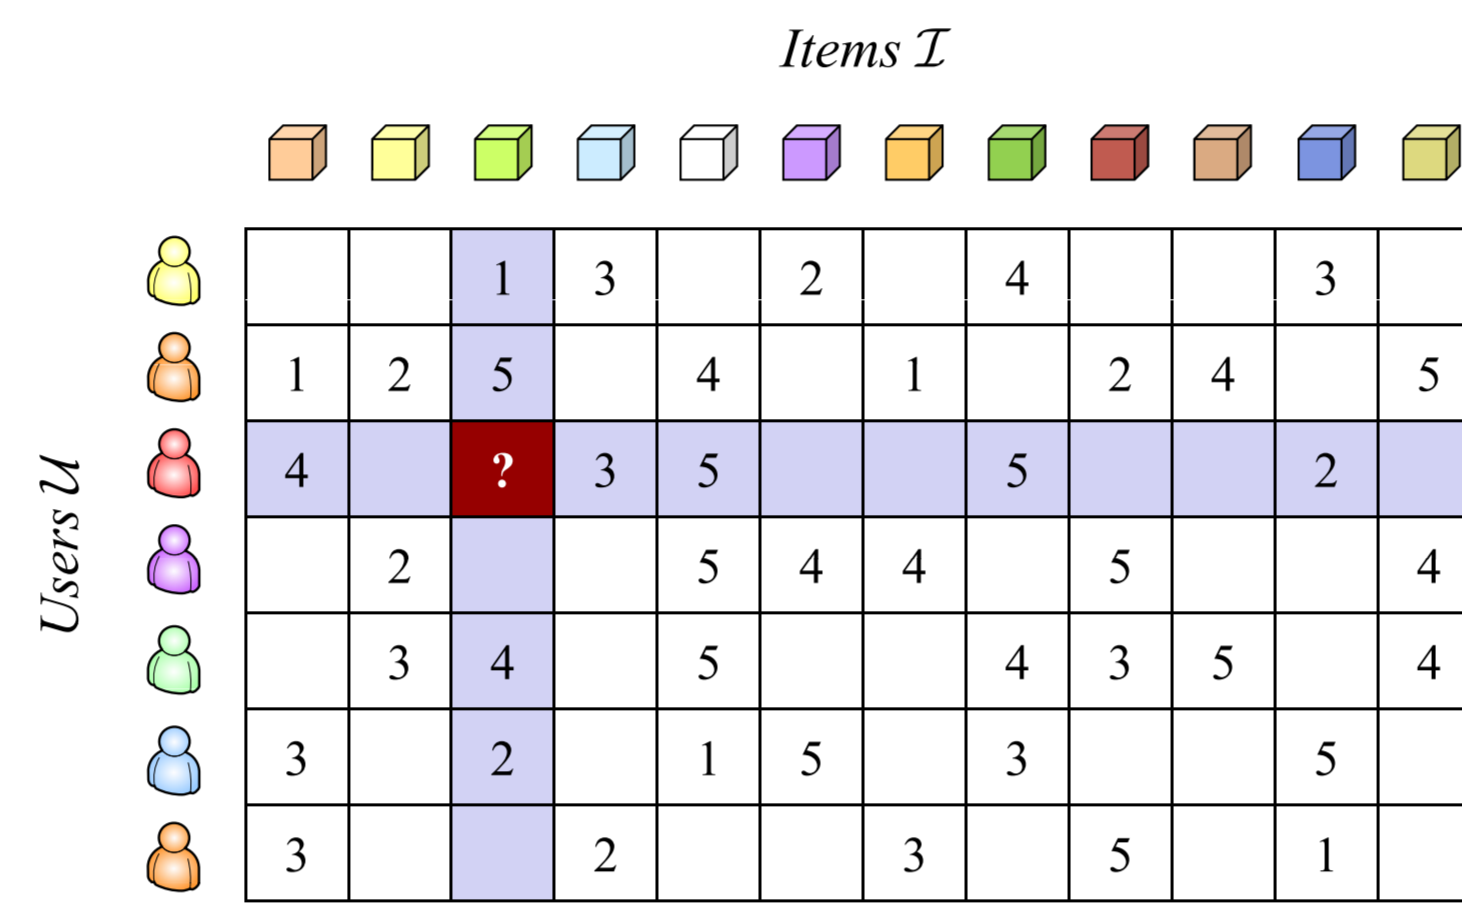 Items ℐ
1 3 2 4 3
1 2 5 4 1 2 4 5
4 ? 3 5 5 2
2 5 4 4 5 4
3 4 5 4 3 5 4
3 2 1 5 3 5
3 2 3 5 1
Users 𝒰